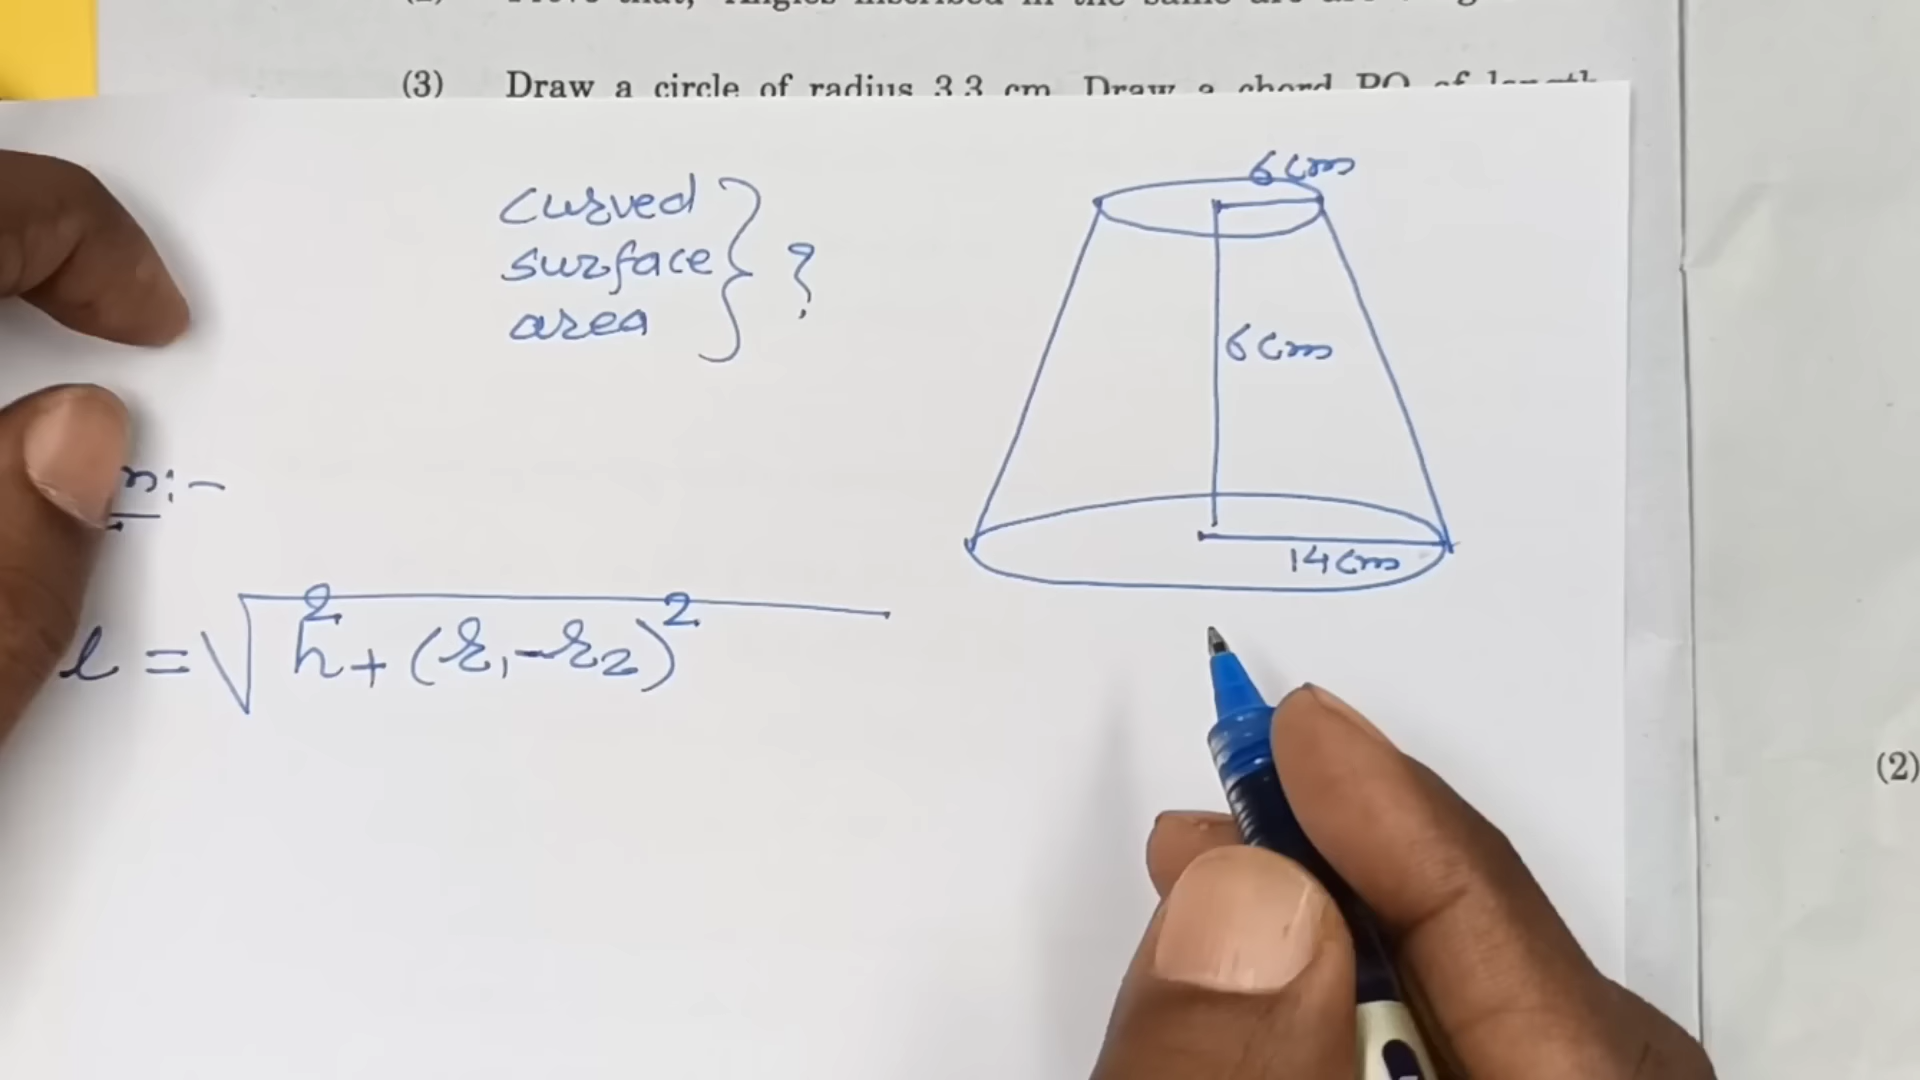 (3) Draw a circle of radius 3.3 cm. Draw a chord PQ of length
curved
surface
area
?
6cm
6cm
14cm
n:-
l = √h²+(r₁-r₂)²
(2)